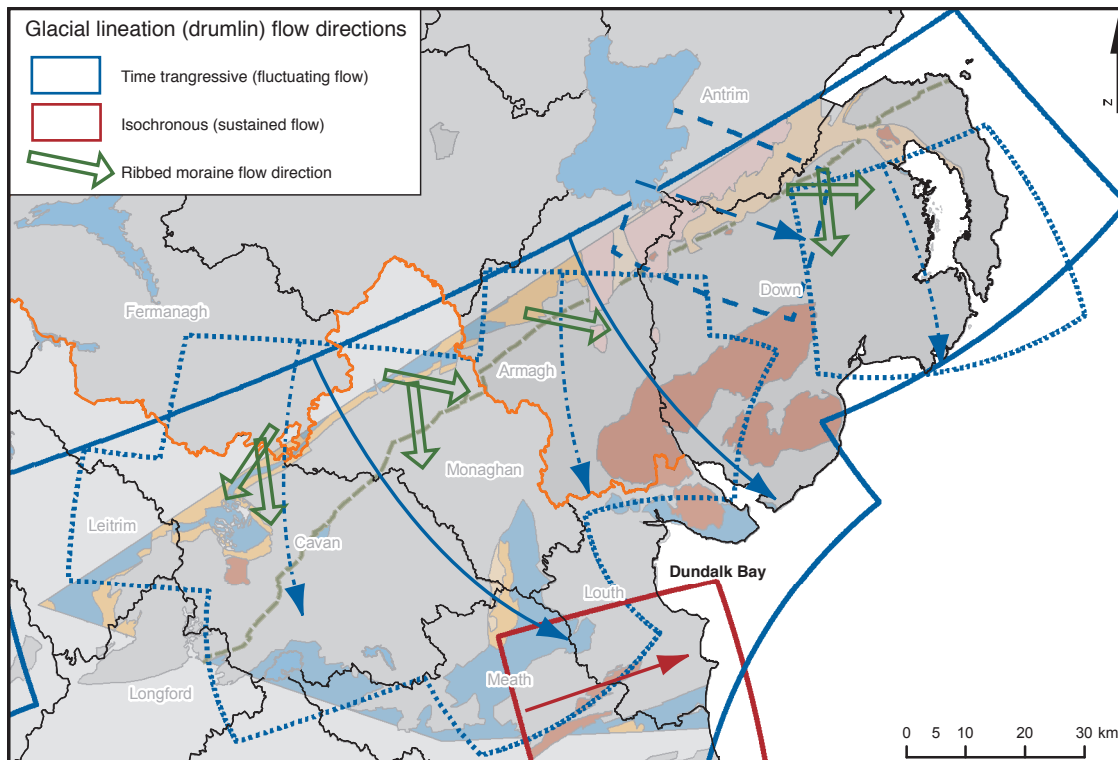 Glacial lineation (drumlin) flow directions
Time trangressive (fluctuating flow)
Isochronous (sustained flow)
Ribbed moraine flow direction
Antrim
z
Fermanagh
Down
Armagh
Monaghan
Leitrim
Cavan
Dundalk Bay
Louth
Meath
Longford
0 5 10 20 30 km